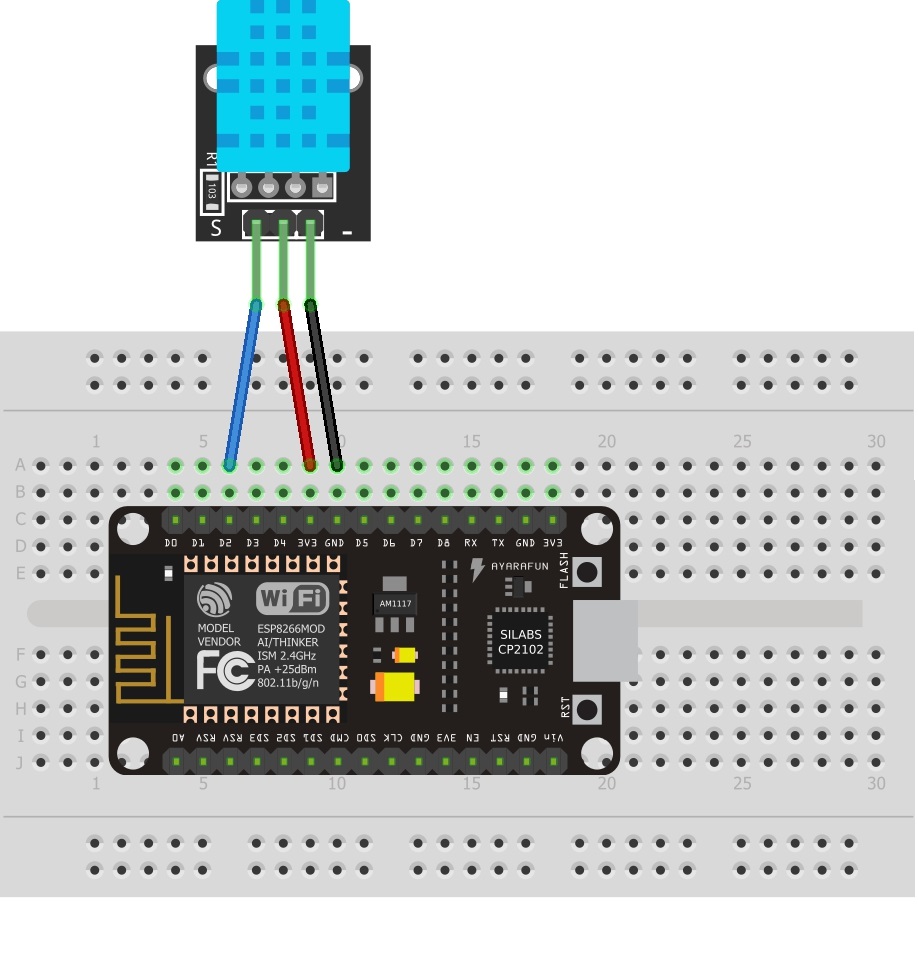 R1
103
S -
1 5 10 15 20 25 30
A
B
C
D
E
D0 D1 D2 D3 D4 3V3 GND D5 D6 D7 D8 RX TX GND 3V3
AYARAFUN
FLASH
WiFi
MODEL
VENDOR
ESP8266MOD
AI/THINKER
ISM 2.4GHz
PA +25dBm
802.11b/g/n
FCC
AM1117
SILABS
CP2102
RST
F
G
H
I
J
A0 RSV RSV SD3 SD2 SD1 CMD SD0 CLK GND 3V3 EN RST GND Vin
1 5 10 15 20 25 30